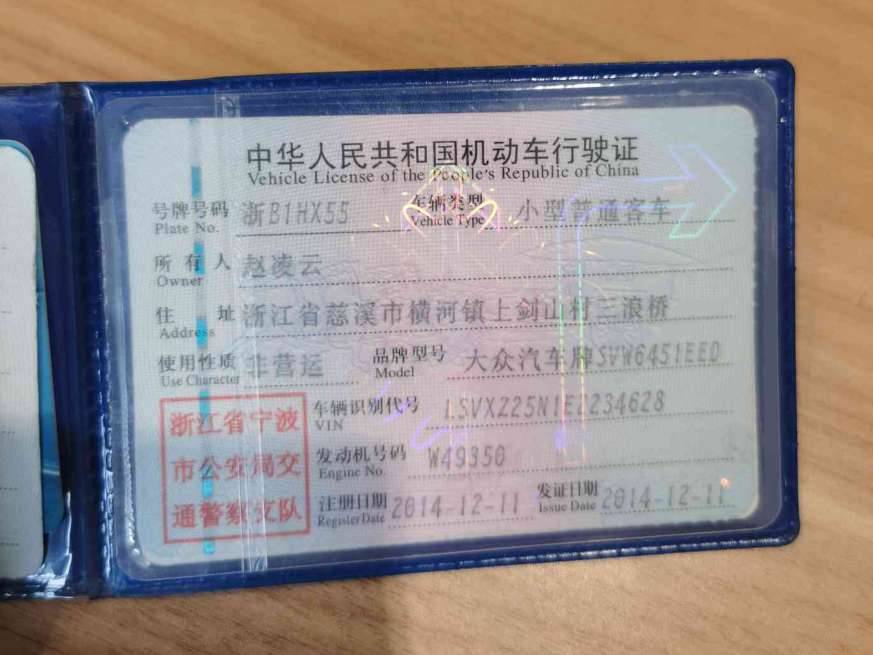 中华人民共和国机动车行驶证
Vehicle License of the People's Republic of China
号牌号码 浙B1HX55 车辆类型 小型普通客车
Plate No. Vehicle Type
所有人 赵凌云
Owner
住址 浙江省慈溪市横河镇上剑山村三浪桥
Address
使用性质 非营运 品牌型号 大众汽车牌SVW6451EED
Use Character Model
浙江省宁波
市公安局交
通警察支队
车辆识别代号 LSVXZ25N1E2234628
VIN
发动机号码 W49350
Engine No.
注册日期 2014-12-11 发证日期 2014-12-11
Register Date Issue Date